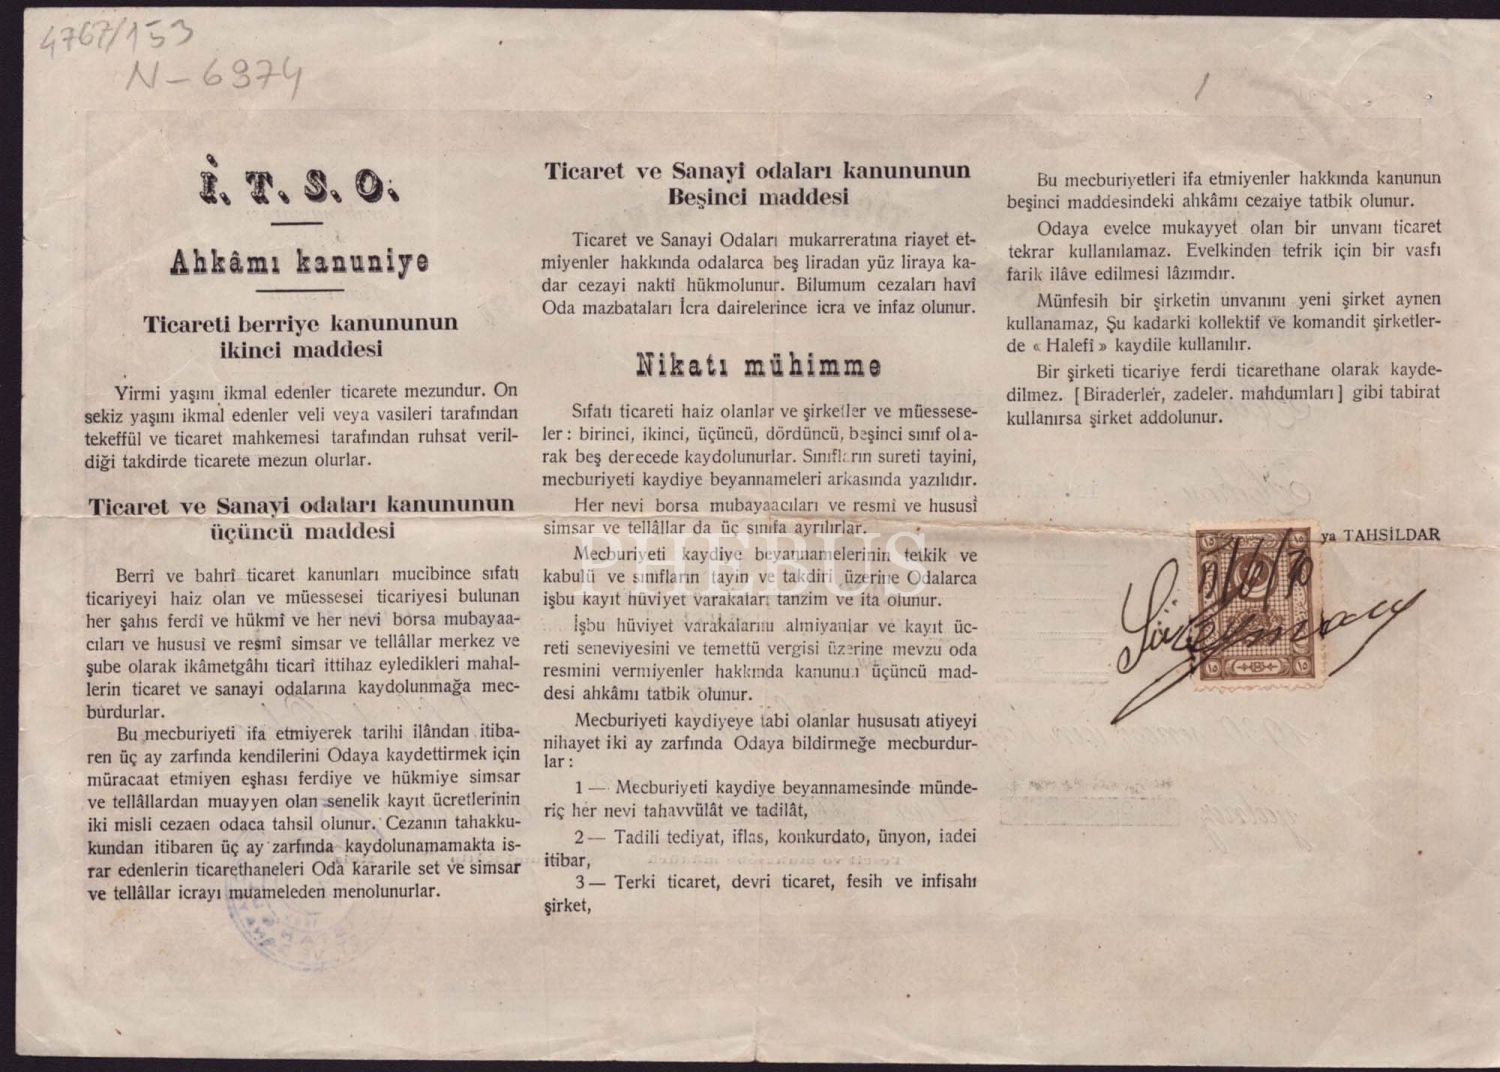 4767/153
N-6974
İ. T. S. O.
Ahkâmı kanuniye
Ticareti berriye kanununun
ikinci maddesi
Yirmi yaşını ikmal edenler ticarete mezundur. On
sekiz yaşını ikmal edenler veli veya vasileri tarafından
tekeffül ve ticaret mahkemesi tarafından ruhsat veril-
diği takdirde ticarete mezun olurlar.
Ticaret ve Sanayi odaları kanununun
üçüncü maddesi
Berrî ve bahrî ticaret kanunları mucibince sıfatı
ticariyeyi haiz olan ve müessesei ticariyesi bulunan
her şahıs ferdî ve hükmî ve her nevi borsa mubayaa-
cıları ve hususî ve resmî simsar ve tellâllar merkez ve
şube olarak ikâmetgâhı ticarî ittihaz eyledikleri mahal-
lerin ticaret ve sanayi odalarına kaydolunmağa mec-
burdurlar.
Bu mecburiyeti ifa etmiyerek tarihi ilândan itiba-
ren üç ay zarfında kendilerini Odaya kaydettirmek için
müracaat etmiyen eşhası ferdiye ve hükmiye simsar
ve tellâllardan muayyen olan senelik kayıt ücretlerinin
iki misli cezaen odaca tahsil olunur. Cezanın tahakku-
kundan itibaren üç ay zarfında kaydolunamamakta is-
rar edenlerin ticarethaneleri Oda kararile set ve simsar
ve tellâllar icrayı muameleden menolunurlar.
Ticaret ve Sanayi odaları kanununun
Beşinci maddesi
Ticaret ve Sanayi Odaları mukarreratına riayet et-
miyenler hakkında odalarca beş liradan yüz liraya ka-
dar cezayi naktî hükmolunur. Bilumum cezaları havi
Oda mazbataları İcra dairelerince icra ve infaz olunur.
Nikatı mühimme
Sıfatı ticareti haiz olanlar ve şirketler ve müessese-
ler : birinci, ikinci, üçüncü, dördüncü, beşinci sınıf ola-
rak beş derecede kaydolunurlar. Sınıfların sureti tayini,
mecburiyeti kaydiye beyannameleri arkasında yazılıdır.
Her nevi borsa mubayaacıları ve resmî ve hususî
simsar ve tellâllar da üç sınıfa ayrılırlar.
Mecburiyeti kaydiye beyannamelerinin tetkik ve
kabulü ve sınıfların tayin ve takdiri üzerine Odalarca
işbu kayıt hüviyet varakaları tanzim ve ita olunur.
İşbu hüviyet varakalarını almiyanlar ve kayıt üc-
reti seneviyesini ve temettü vergisi üzerine mevzu oda
resmini vermiyenler hakkında kanunun üçüncü mad-
desi ahkâmı tatbik olunur.
Mecburiyeti kaydiyeye tabi olanlar hususatı atiyeyi
nihayet iki ay zarfında Odaya bildirmeğe mecburdur-
lar :
1 — Mecburiyeti kaydiye beyannamesinde münde-
riç her nevi tahavvülât ve tadilât,
2 — Tadili tediyat, iflas, konkurdato, ünyon, iadei
itibar,
3 — Terki ticaret, devri ticaret, fesih ve infisahı
şirket,
Bu mecburiyetleri ifa etmiyenler hakkında kanunun
beşinci maddesindeki ahkâmı cezaiye tatbik olunur.
Odaya evelce mukayyet olan bir unvanı ticaret
tekrar kullanılamaz. Evelkinden tefrik için bir vasfı
farik ilâve edilmesi lâzımdır.
Münfesih bir şirketin unvanını yeni şirket aynen
kullanamaz, Şu kadarki kollektif ve komandit şirketler-
de « Halefi » kaydile kullanılır.
Bir şirketi ticariye ferdi ticarethane olarak kayde-
dilmez. [ Biraderler, zadeler. mahdumları ] gibi tabirat
kullanırsa şirket addolunur.
ya TAHSİLDAR
١٥ ١٥
PHEBUS
PHEBUS